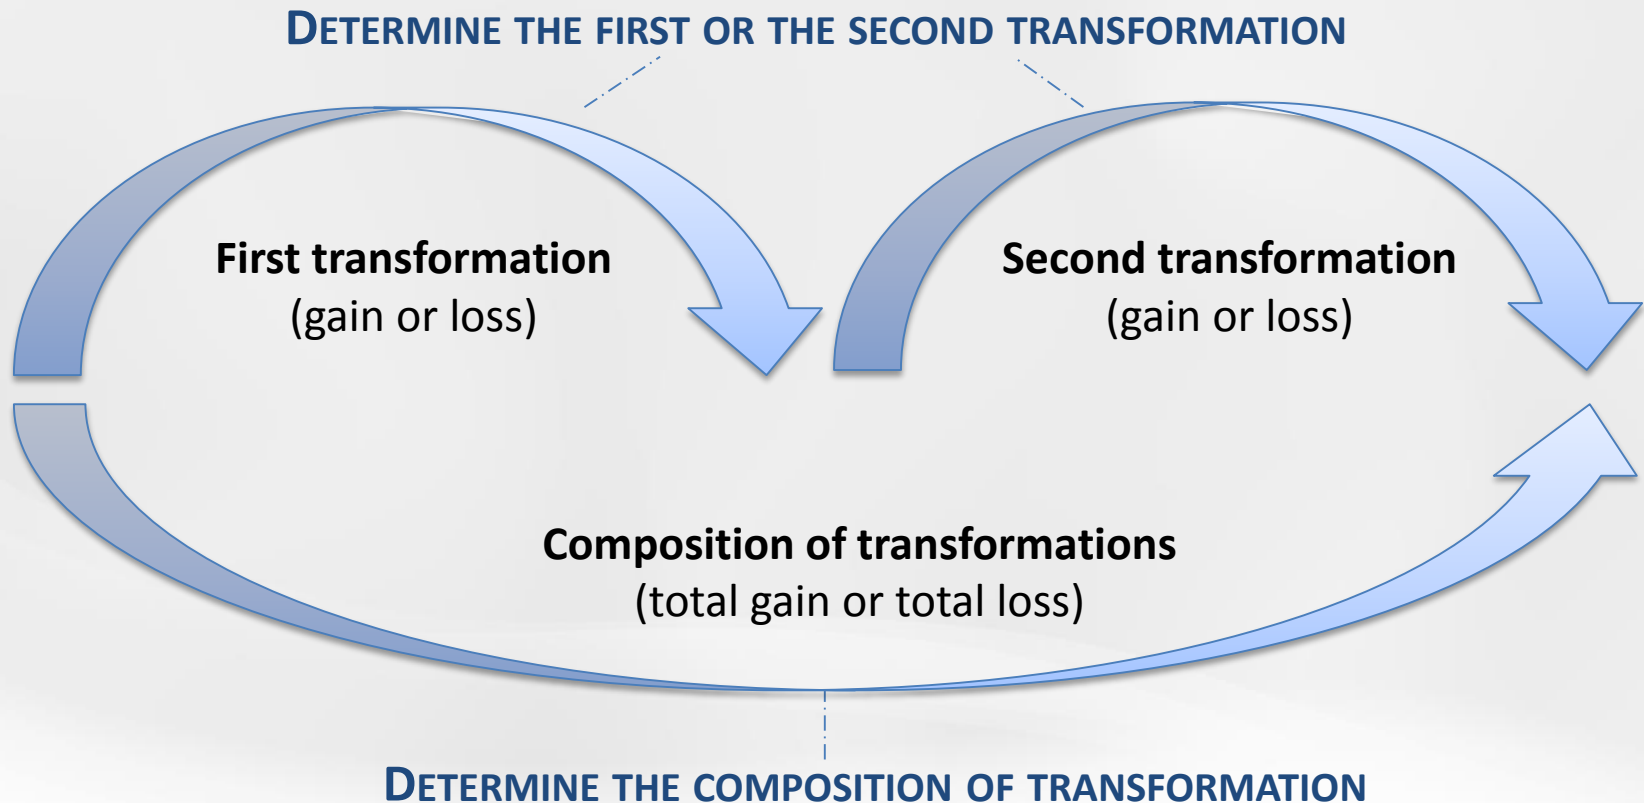 DETERMINE THE FIRST OR THE SECOND TRANSFORMATION
First transformation
(gain or loss)
Second transformation
(gain or loss)
Composition of transformations
(total gain or total loss)
DETERMINE THE COMPOSITION OF TRANSFORMATION